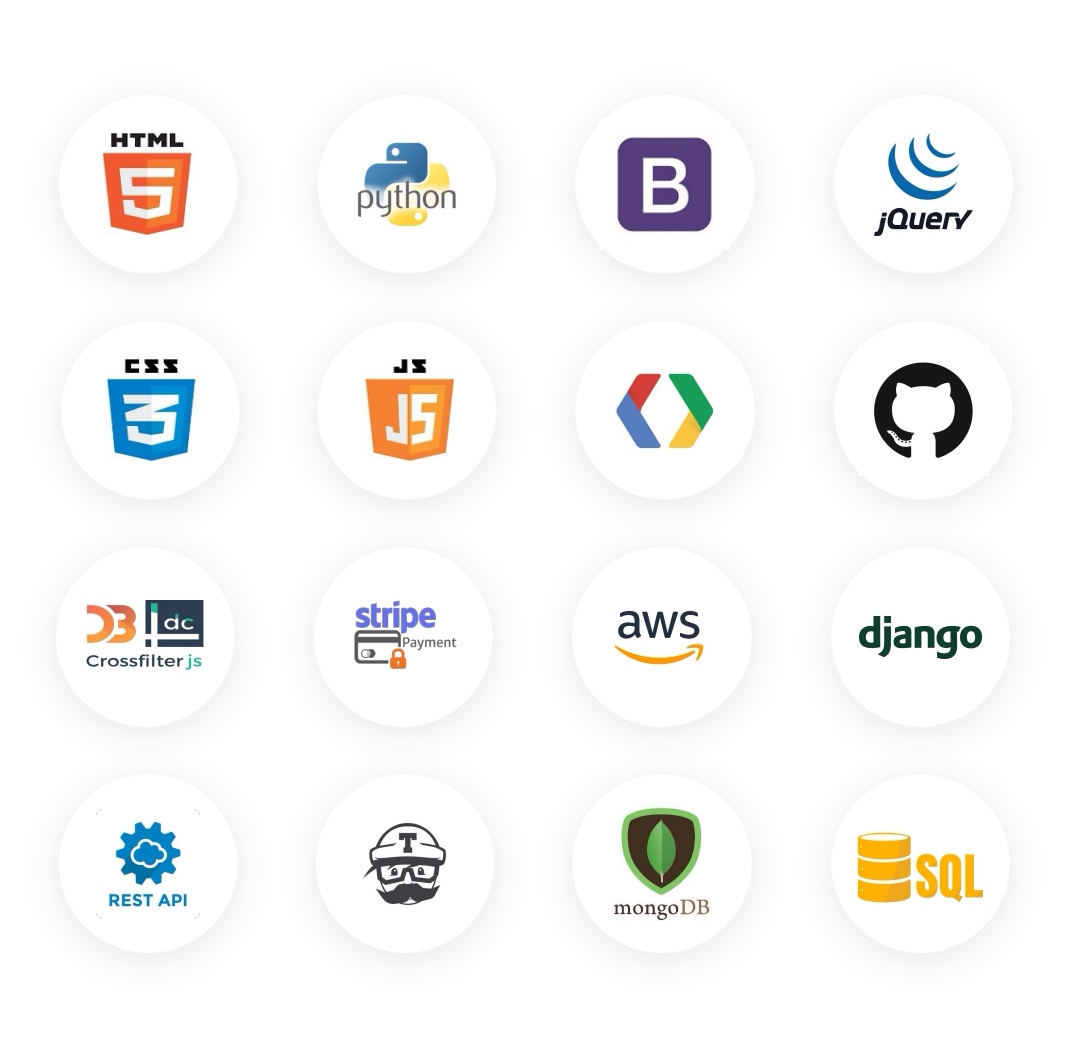 HTML
5
python
B
jQuery
CSS
3
JS
JS
D3
dc
Crossfilter js
stripe
Payment
aws
django
REST API
T
mongoDB
SQL